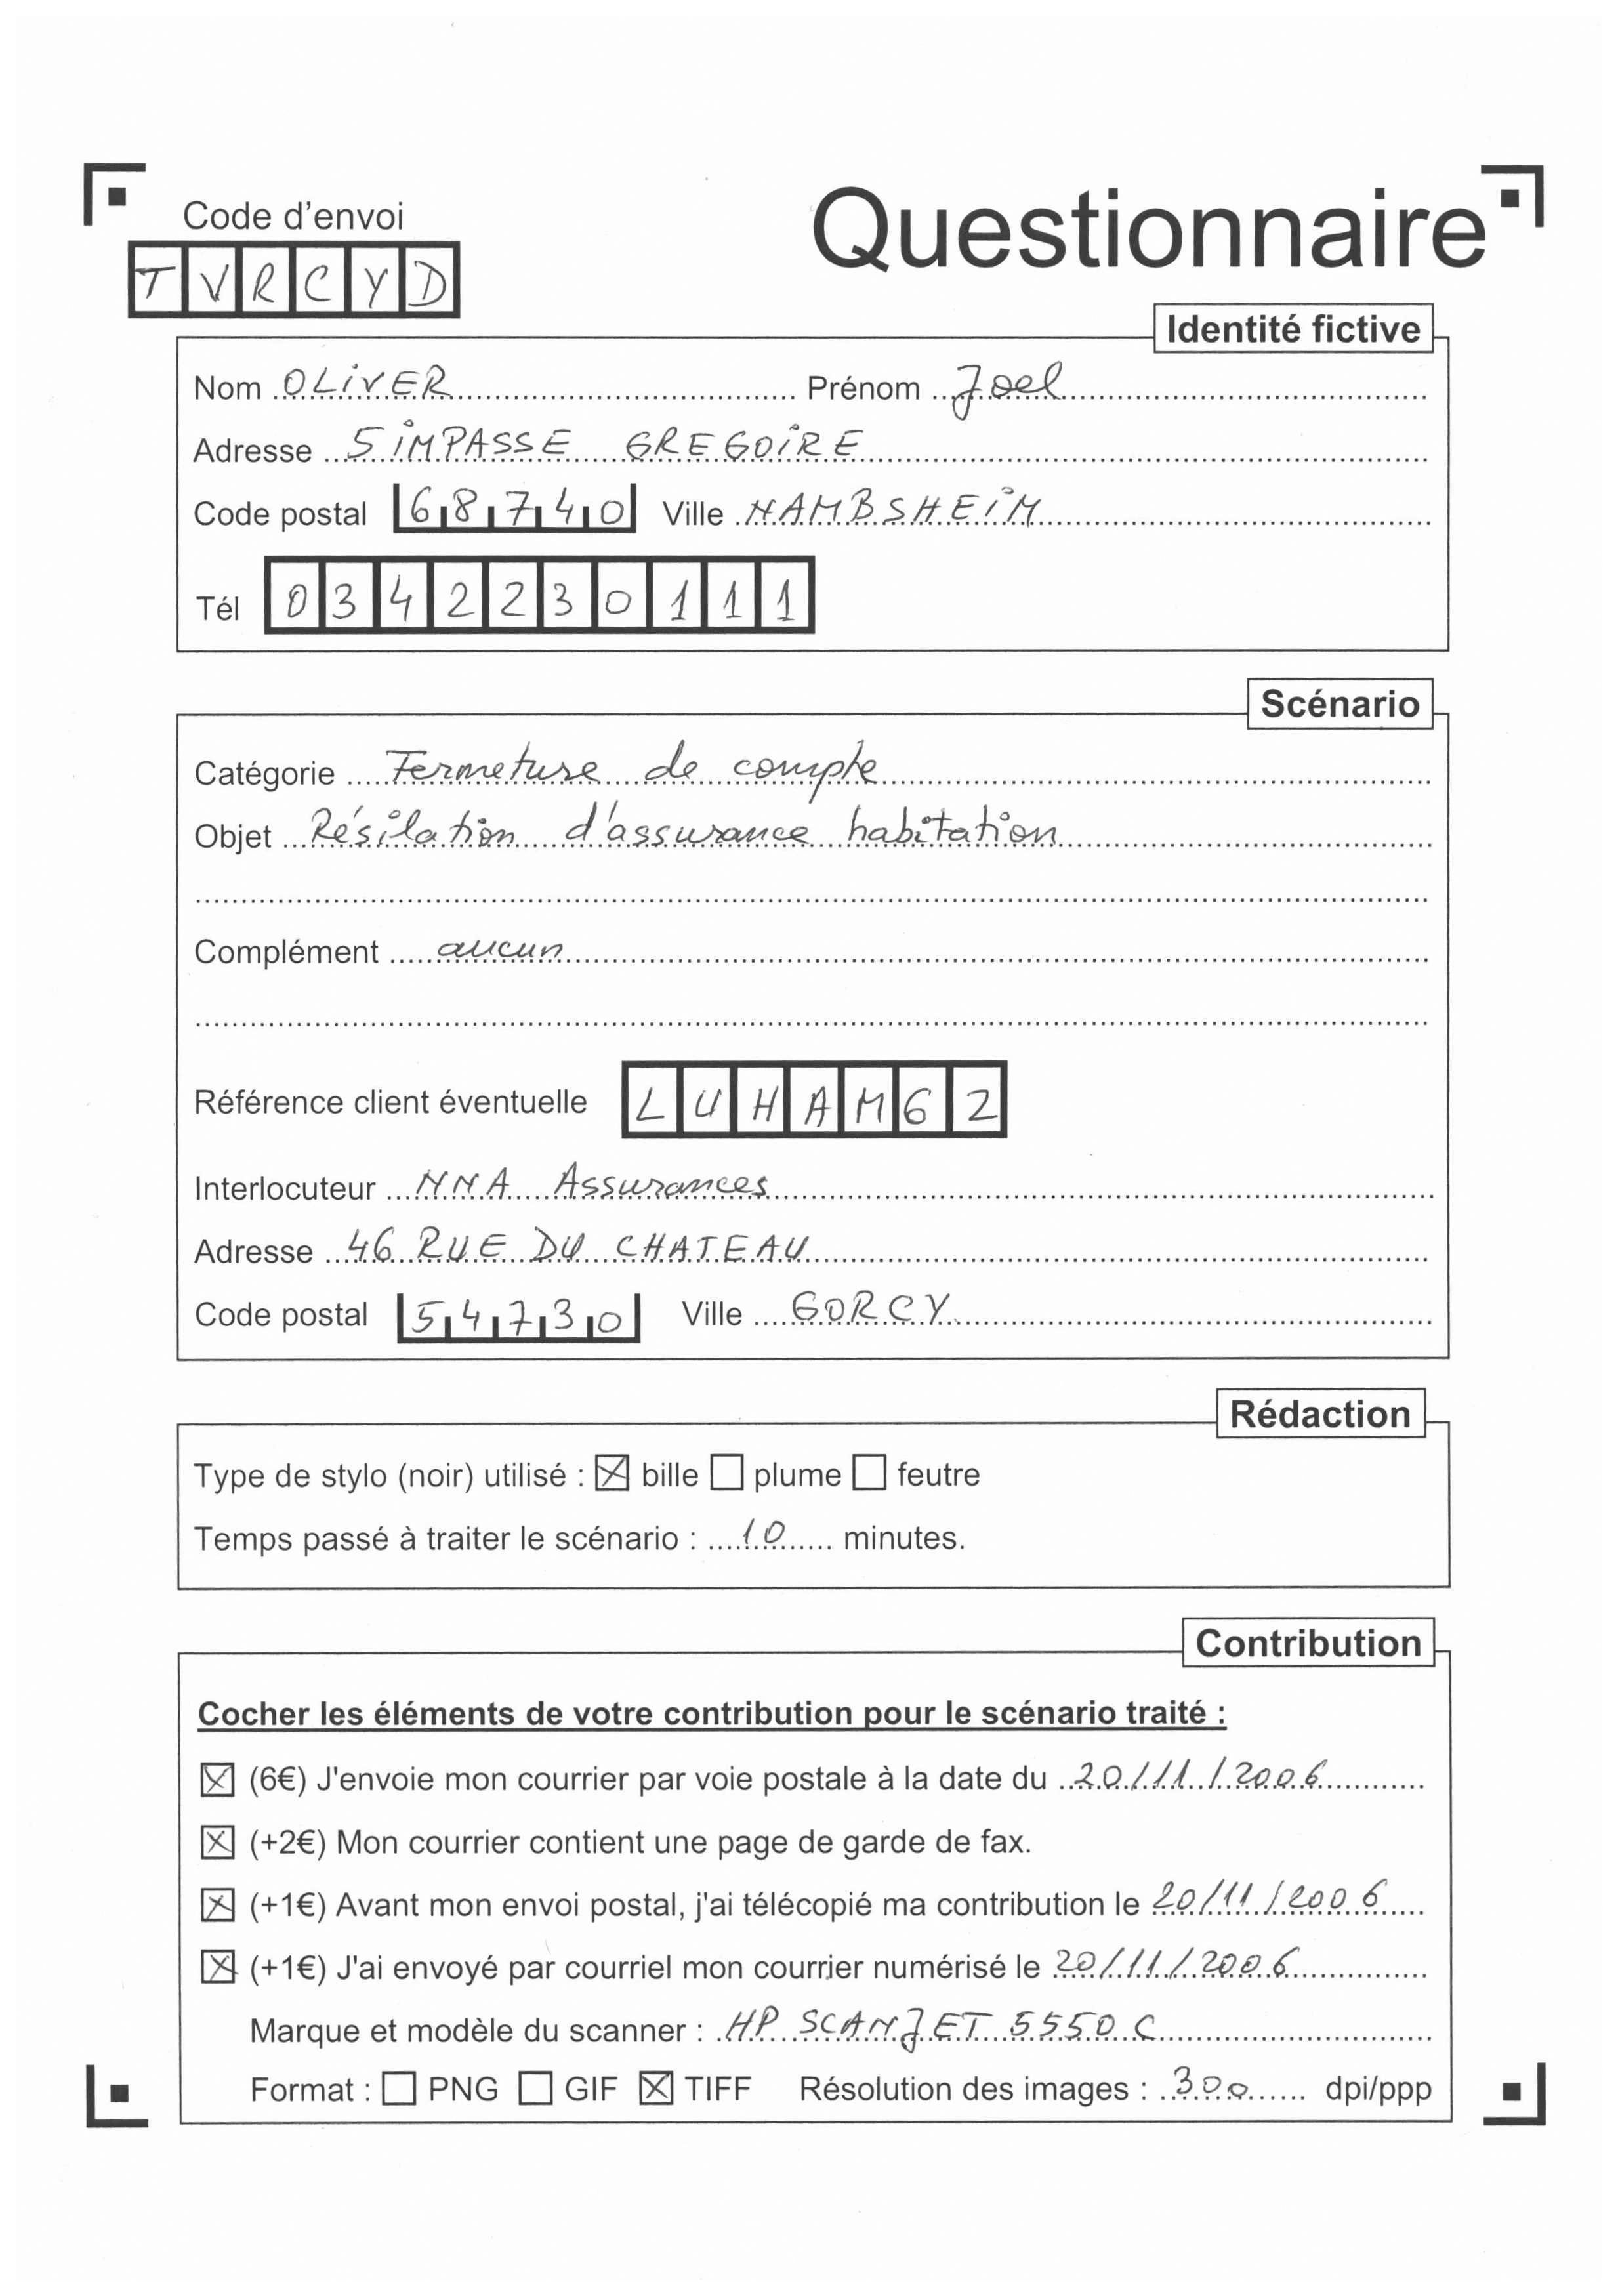 Code d'envoi
Questionnaire
TVRCYD
Identité fictive
Nom OLiVER Prénom Joel
Adresse 5 iMPASSE GREGOiRE
Code postal 68740 Ville NAMBSHEiM
Tél 0342230111
Scénario
Catégorie Fermeture de compte
Objet Résilation d'assurance habitation
Complément aucun
Référence client éventuelle LUHAM62
Interlocuteur NNA Assurances
Adresse 46 RUE DU CHATEAU
Code postal 54730 Ville GORCY
Rédaction
Type de stylo (noir) utilisé : ☒ bille ☐ plume ☐ feutre
Temps passé à traiter le scénario : 10 minutes.
Contribution
Cocher les éléments de votre contribution pour le scénario traité :
☒ (6€) J'envoie mon courrier par voie postale à la date du 20/11/2006
☒ (+2€) Mon courrier contient une page de garde de fax.
☒ (+1€) Avant mon envoi postal, j'ai télécopié ma contribution le 20/11/2006
☒ (+1€) J'ai envoyé par courriel mon courrier numérisé le 20/11/2006
Marque et modèle du scanner : HP SCANJET 5550 C
Format : ☐ PNG ☐ GIF ☒ TIFF Résolution des images : 300 dpi/ppp